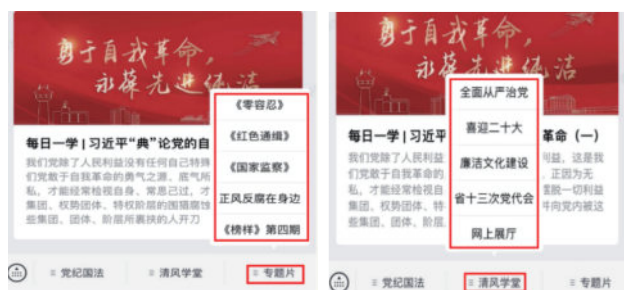 勇于自我革命，
永葆先进纯洁
每日一学 | 习近平“典”论党的自
我们党除了人民利益没有任何自己特殊
们党敢于自我革命的勇气之源，底气所
私，才能经常检视自身、常思己过，才
集团、权势团体、特权阶层的围猎腐蚀
些集团、团体、阶层所裹挟的人开刀
《零容忍》
《红色通缉》
《国家监察》
正风反腐在身边
《榜样》第四期
党纪国法
清风学堂
专题片
勇于自我革命，
永葆先进纯洁
每日一学 | 习近平
革命（一）
我们党除了人民利益
利益，这是我
们党敢于自我革命的
正因为无
私，才能经常检视自
摆脱一切利益
集团、权势团体、特
并向党内被这
些集团、团体、阶层
全面从严治党
喜迎二十大
廉洁文化建设
省十三次党代会
网上展厅
党纪国法
清风学堂
专题片